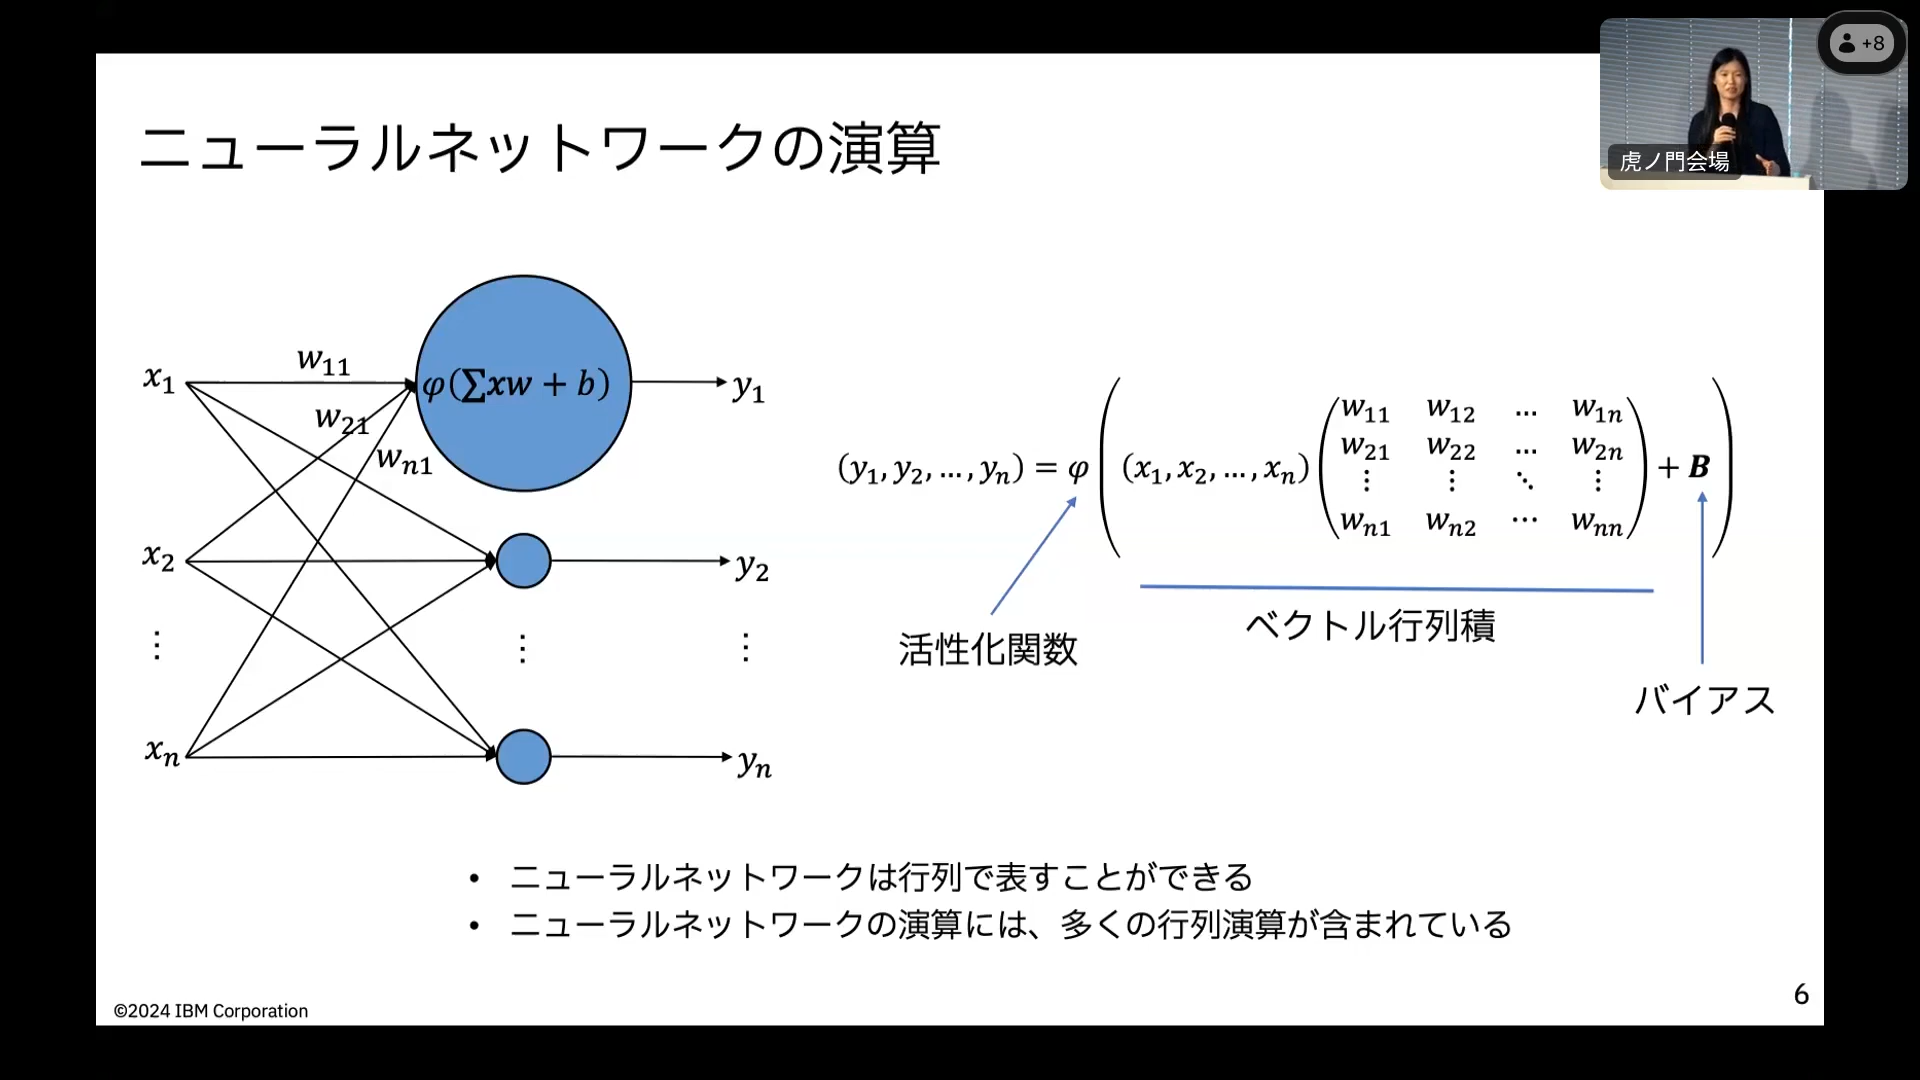 +8
虎ノ門会場
ニューラルネットワークの演算
x₁
w₁₁
w₂₁
wₙ₁
φ(∑xw + b)
y₁
x₂
y₂
⋮ ⋮ ⋮
xₙ
yₙ
(y₁, y₂, …, yₙ) = φ ( (x₁, x₂, …, xₙ) ( w₁₁ w₁₂ … w₁ₙ
w₂₁ w₂₂ … w₂ₙ
⋮ ⋮ ⋱ ⋮
wₙ₁ wₙ₂ ⋯ wₙₙ ) + B )
活性化関数
ベクトル行列積
バイアス
• ニューラルネットワークは行列で表すことができる
• ニューラルネットワークの演算には、多くの行列演算が含まれている
©2024 IBM Corporation
6